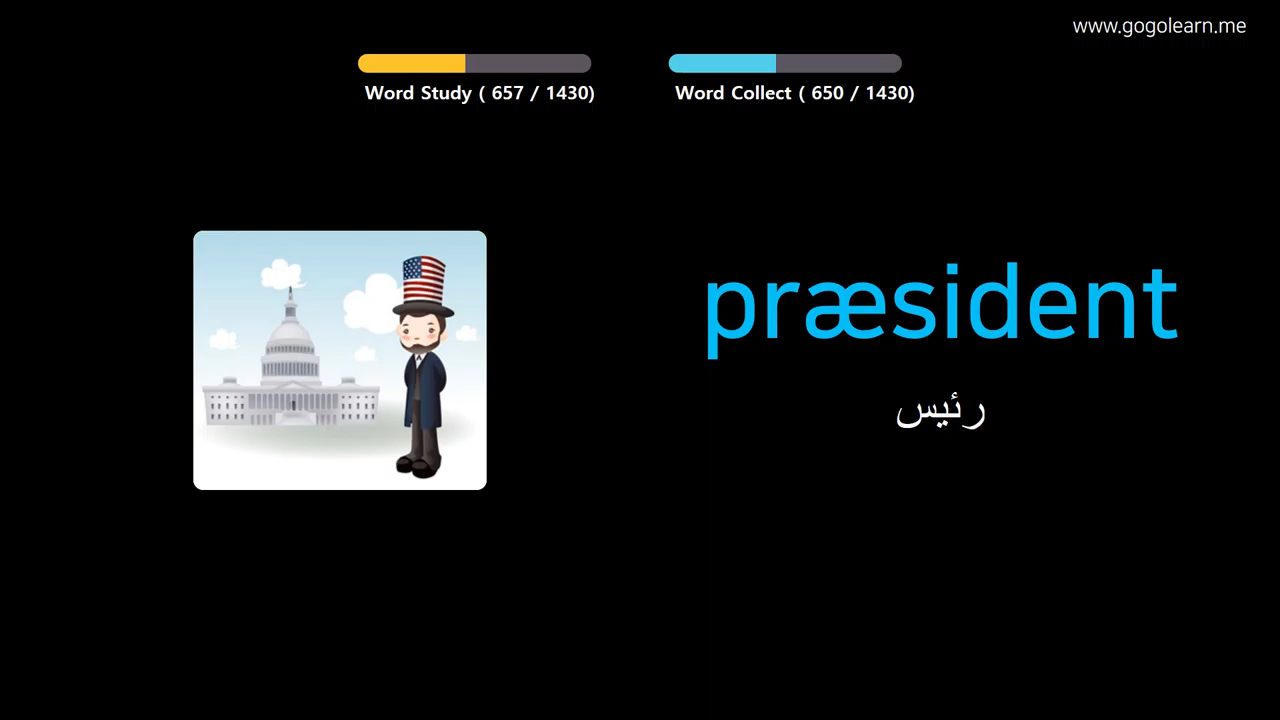 www.gogolearn.me
Word Study ( 657 / 1430)
Word Collect ( 650 / 1430)
præsident
رئيس